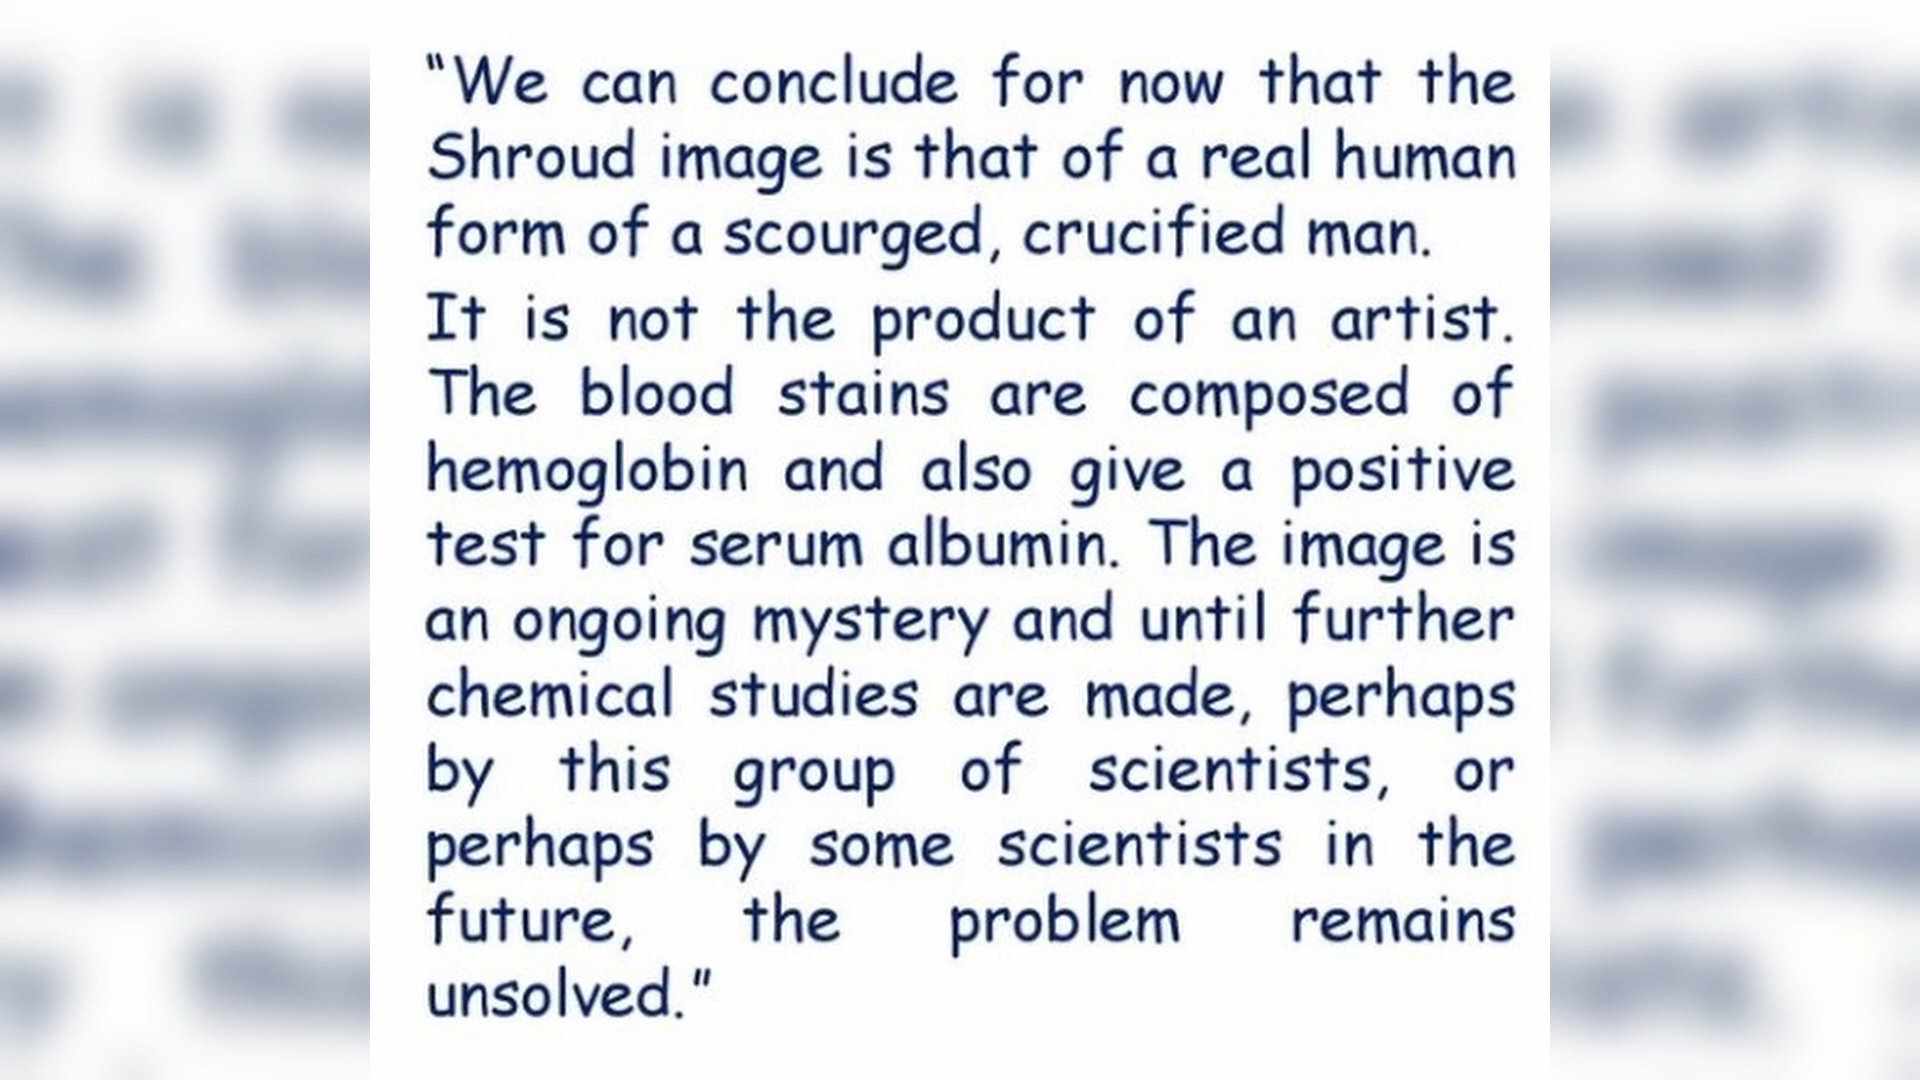 “We can conclude for now that the
Shroud image is that of a real human
form of a scourged, crucified man.
It is not the product of an artist.
The blood stains are composed of
hemoglobin and also give a positive
test for serum albumin. The image is
an ongoing mystery and until further
chemical studies are made, perhaps
by this group of scientists, or
perhaps by some scientists in the
future, the problem remains
unsolved.”